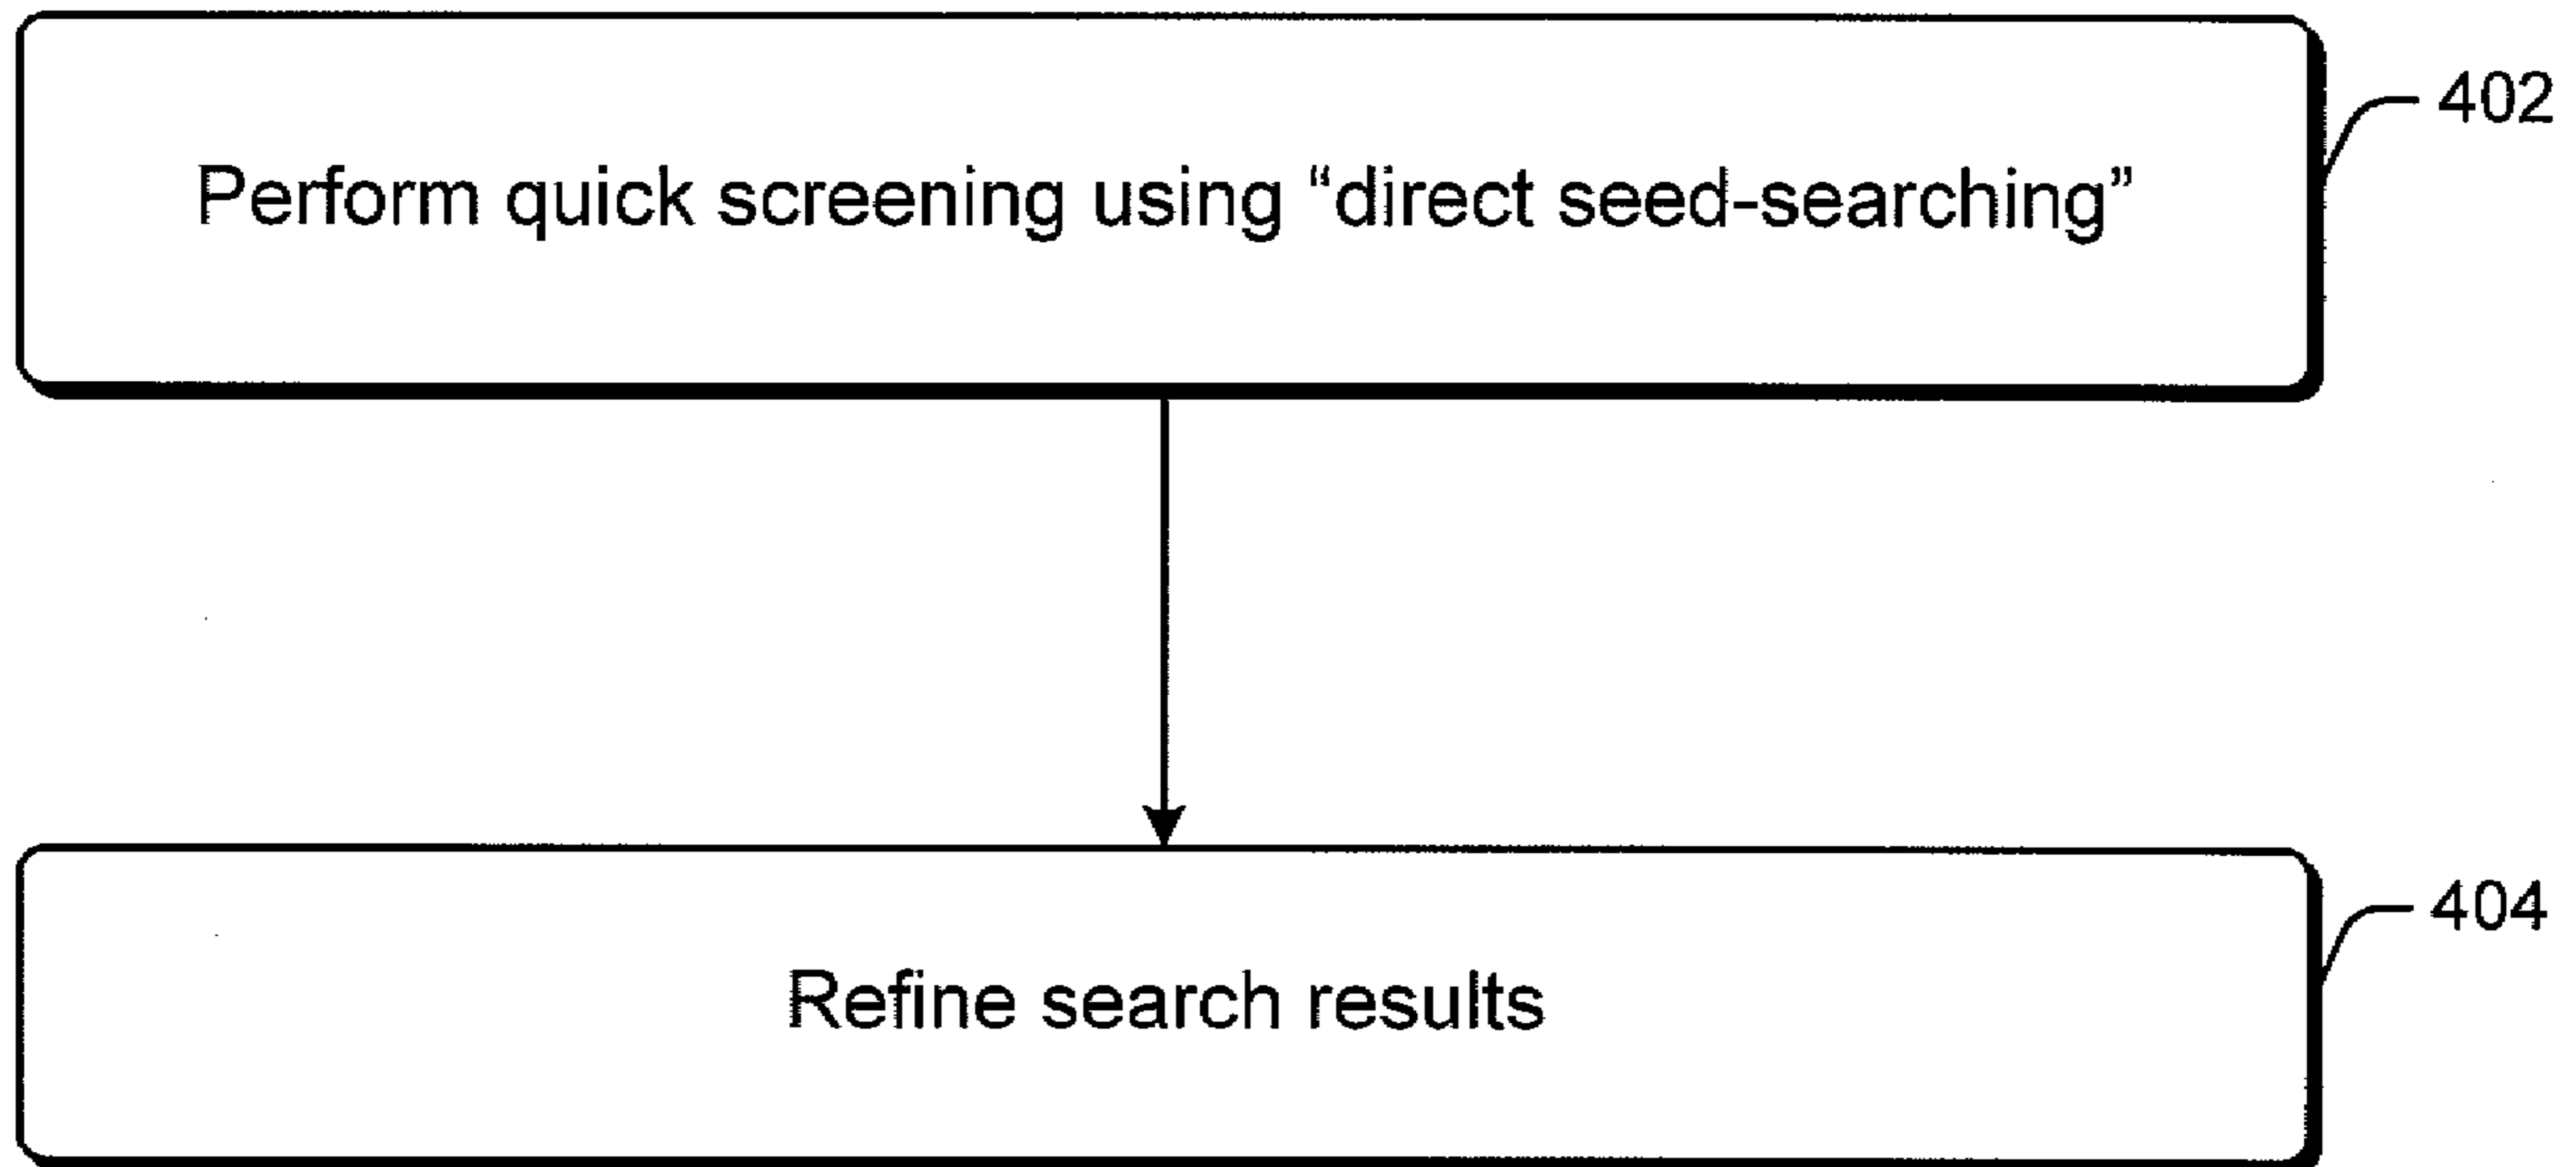 Perform quick screening using “direct seed-searching”
402
Refine search results
404